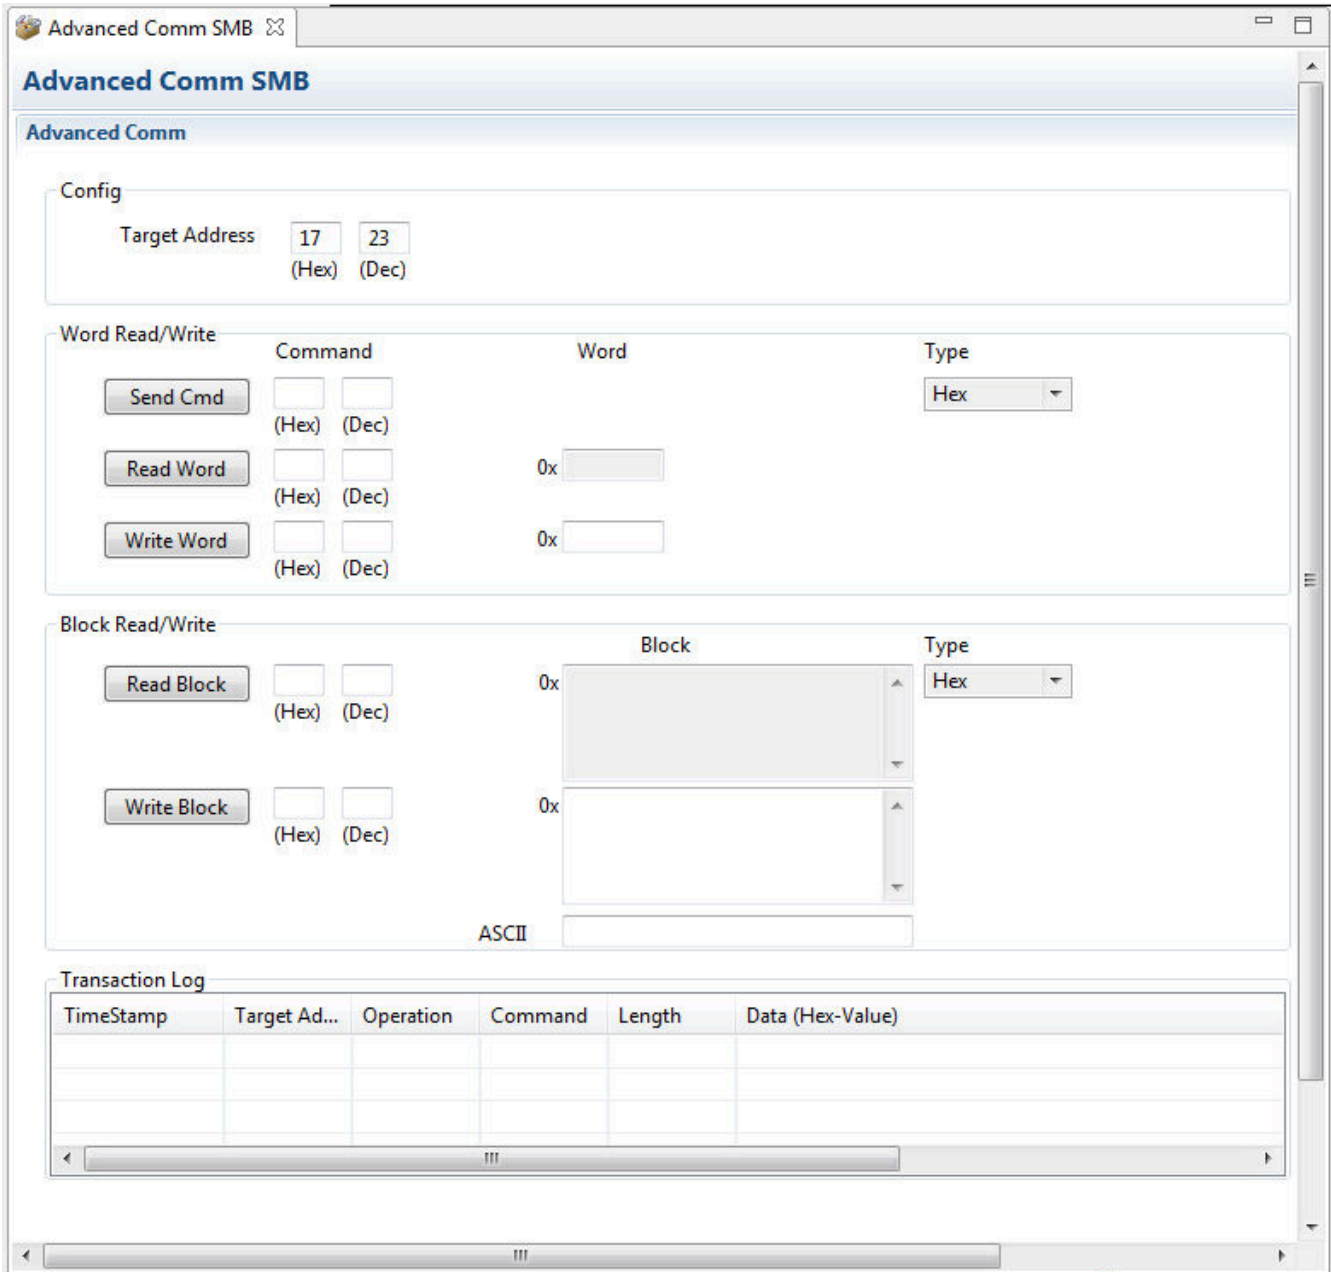 Advanced Comm SMB
Advanced Comm SMB
Advanced Comm
Config
Target Address 17 23
(Hex) (Dec)
Word Read/Write
Command Word Type
Send Cmd Hex
(Hex) (Dec)
Read Word 0x
(Hex) (Dec)
Write Word 0x
(Hex) (Dec)
Block Read/Write
Block Type
Read Block 0x Hex
(Hex) (Dec)
Write Block 0x
(Hex) (Dec)
ASCII
Transaction Log
TimeStamp Target Ad... Operation Command Length Data (Hex-Value)